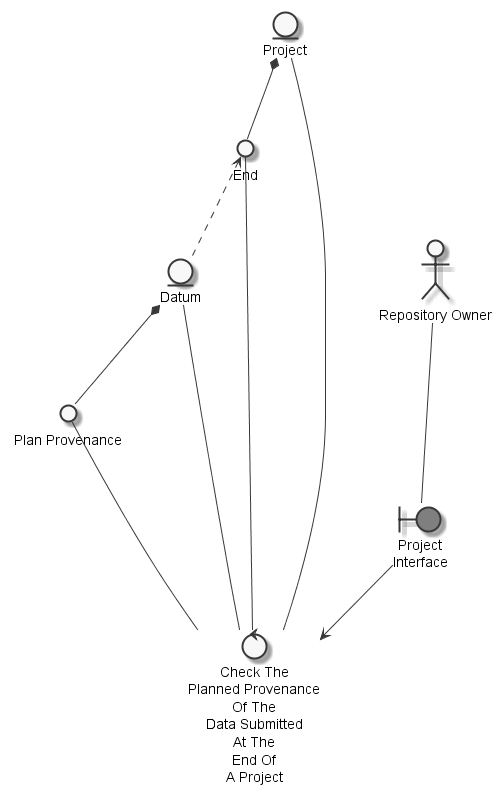 Project
End
Datum
Repository Owner
Plan Provenance
Project
Interface
Check The
Planned Provenance
Of The
Data Submitted
At The
End Of
A Project